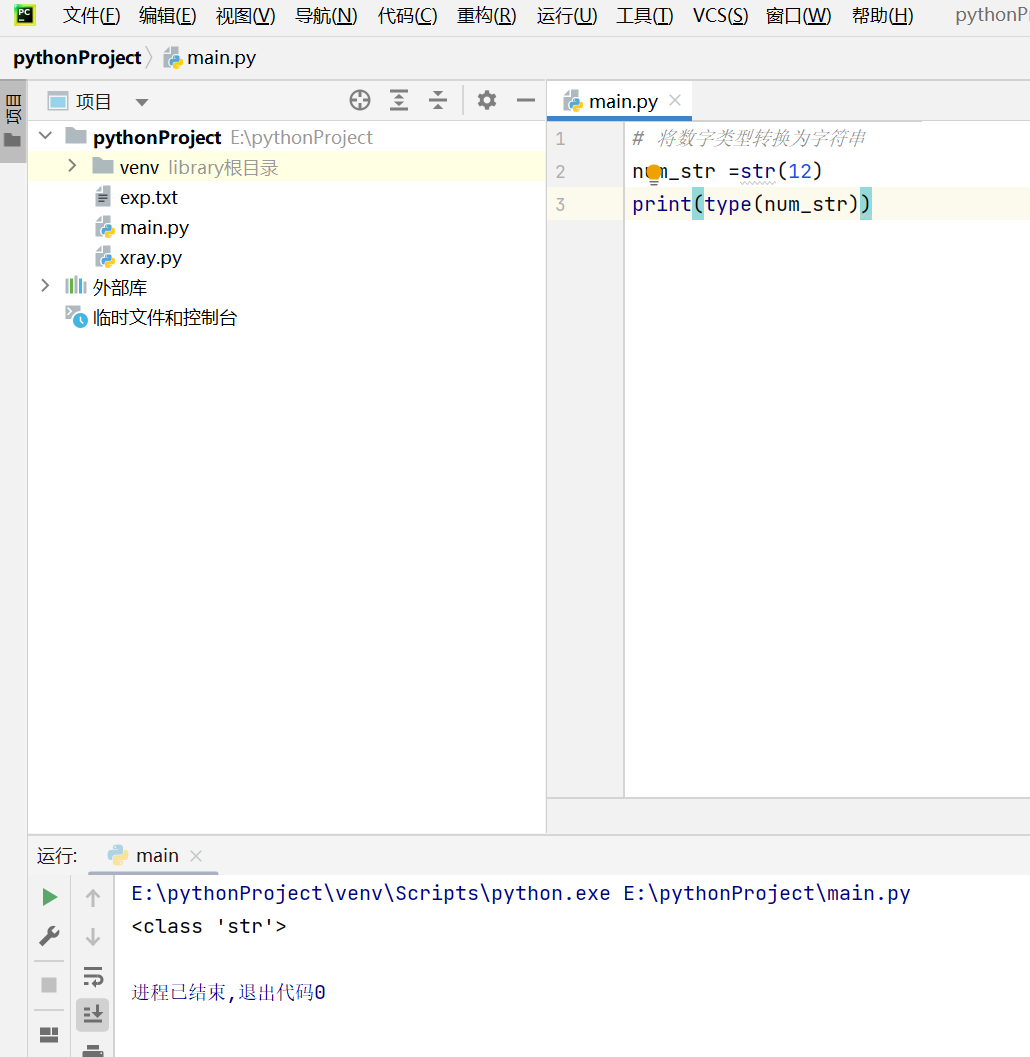 PC 文件(F) 编辑(E) 视图(V) 导航(N) 代码(C) 重构(R) 运行(U) 工具(T) VCS(S) 窗口(W) 帮助(H) pythonP
pythonProject main.py
项目
项目
main.py
pythonProject E:\pythonProject
venv library根目录
exp.txt
main.py
xray.py
外部库
临时文件和控制台
1 # 将数字类型转换为字符串
2 num_str =str(12)
3 print(type(num_str))
运行: main
E:\pythonProject\venv\Scripts\python.exe E:\pythonProject\main.py
<class 'str'>
进程已结束,退出代码0